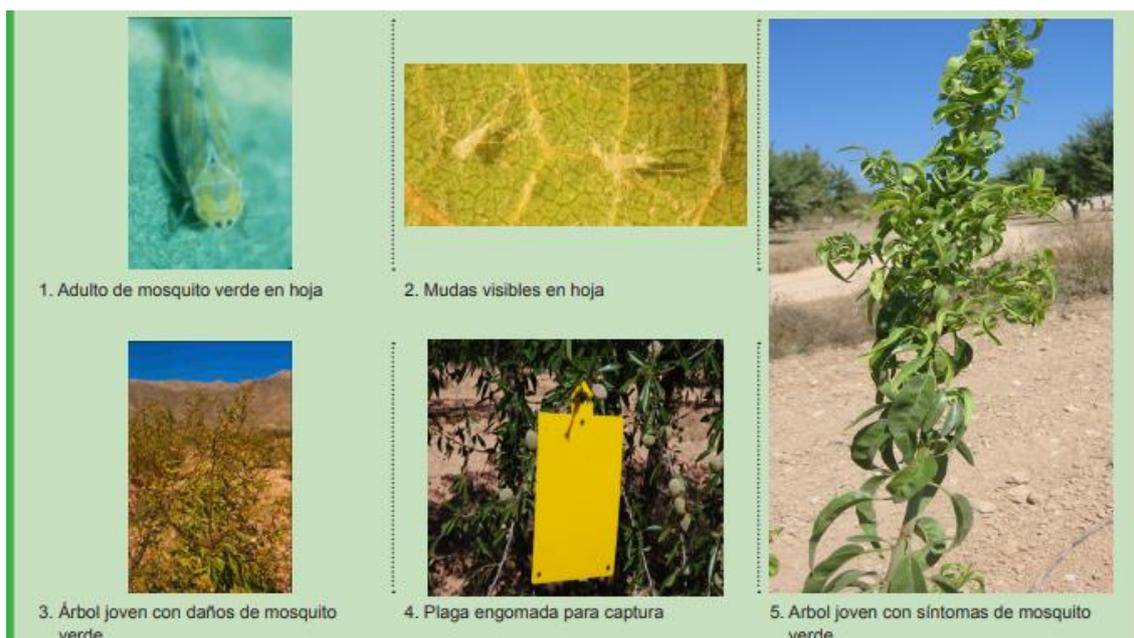 1. Adulto de mosquito verde en hoja
2. Mudas visibles en hoja
3. Árbol joven con daños de mosquito
verde
4. Plaga engomada para captura
5. Arbol joven con síntomas de mosquito
verde